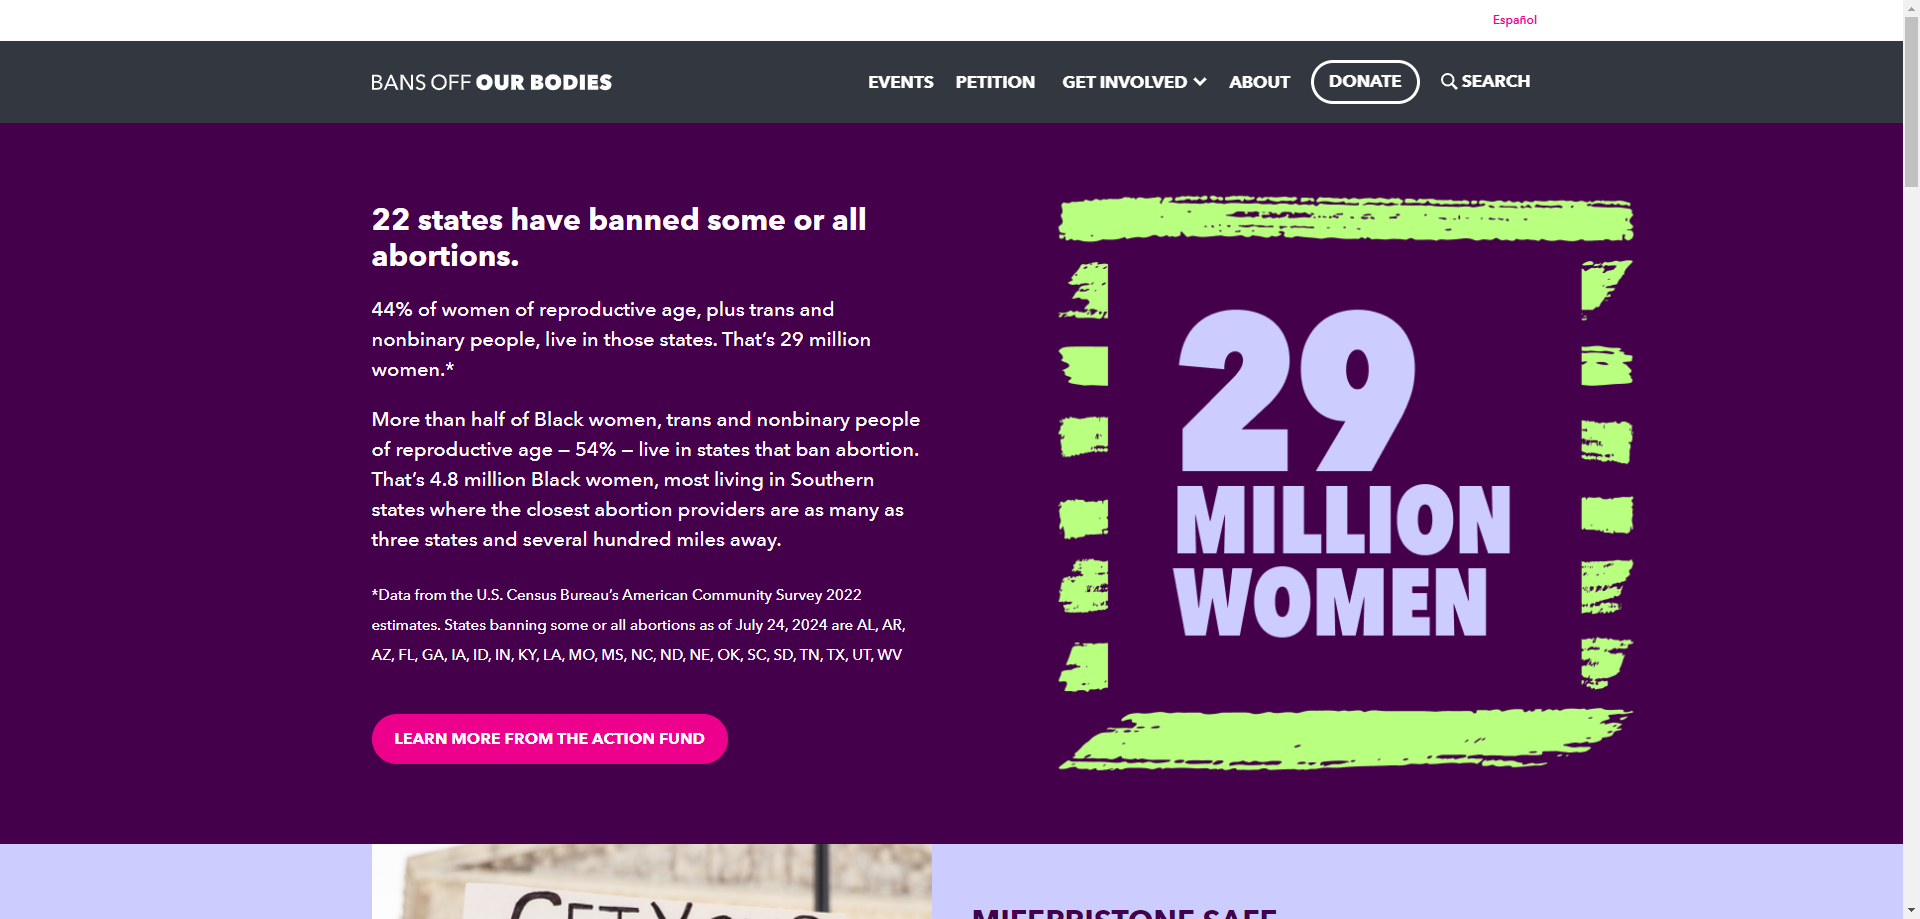 Español
BANS OFF OUR BODIES
EVENTS PETITION GET INVOLVED ABOUT DONATE SEARCH
22 states have banned some or all
abortions.
44% of women of reproductive age, plus trans and
nonbinary people, live in those states. That’s 29 million
women.*
More than half of Black women, trans and nonbinary people
of reproductive age – 54% – live in states that ban abortion.
That’s 4.8 million Black women, most living in Southern
states where the closest abortion providers are as many as
three states and several hundred miles away.
*Data from the U.S. Census Bureau’s American Community Survey 2022
estimates. States banning some or all abortions as of July 24, 2024 are AL, AR,
AZ, FL, GA, IA, ID, IN, KY, LA, MO, MS, NC, ND, NE, OK, SC, SD, TN, TX, UT, WV
LEARN MORE FROM THE ACTION FUND
29
MILLION
WOMEN
GET YOUR
MIFEPRISTONE SAFE